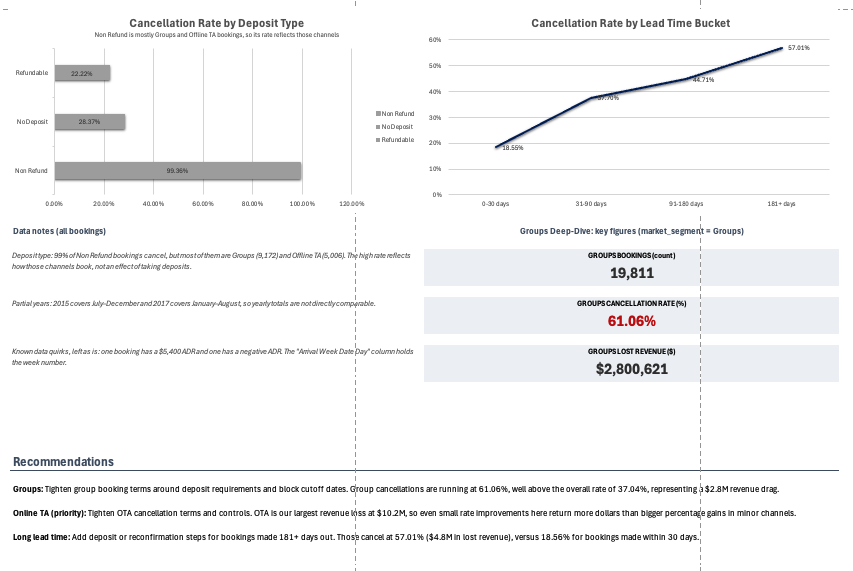 Cancellation Rate by Deposit Type
Non Refund is mostly Groups and Offline TA bookings, so its rate reflects those channels
Refundable
22.22%
No Deposit
28.37%
Non Refund
99.36%
0.00%
20.00%
40.00%
60.00%
80.00%
100.00%
120.00%
Non Refund
No Deposit
Refundable
Cancellation Rate by Lead Time Bucket
60%
50%
40%
30%
20%
10%
0%
18.55%
37.70%
44.71%
57.01%
0-30 days
31-90 days
91-180 days
181+ days
Data notes (all bookings)
Deposit type: 99% of Non Refund bookings cancel, but most of them are Groups (9,172) and Offline TA (5,006). The high rate reflects
how those channels book, not an effect of taking deposits.
Partial years: 2015 covers July-December and 2017 covers January-August, so yearly totals are not directly comparable.
Known data quirks, left as is: one booking has a $5,400 ADR and one has a negative ADR. The "Arrival Week Date Day" column holds
the week number.
Groups Deep-Dive: key figures (market_segment = Groups)
GROUPS BOOKINGS (count)
19,811
GROUPS CANCELLATION RATE (%)
61.06%
GROUPS LOST REVENUE ($)
$2,800,621
Recommendations
Groups: Tighten group booking terms around deposit requirements and block cutoff dates. Group cancellations are running at 61.06%, well above the overall rate of 37.04%, representing a $2.8M revenue drag.
Online TA (priority): Tighten OTA cancellation terms and controls. OTA is our largest revenue loss at $10.2M, so even small rate improvements here return more dollars than bigger percentage gains in minor channels.
Long lead time: Add deposit or reconfirmation steps for bookings made 181+ days out. Those cancel at 57.01% ($4.8M in lost revenue), versus 18.56% for bookings made within 30 days.